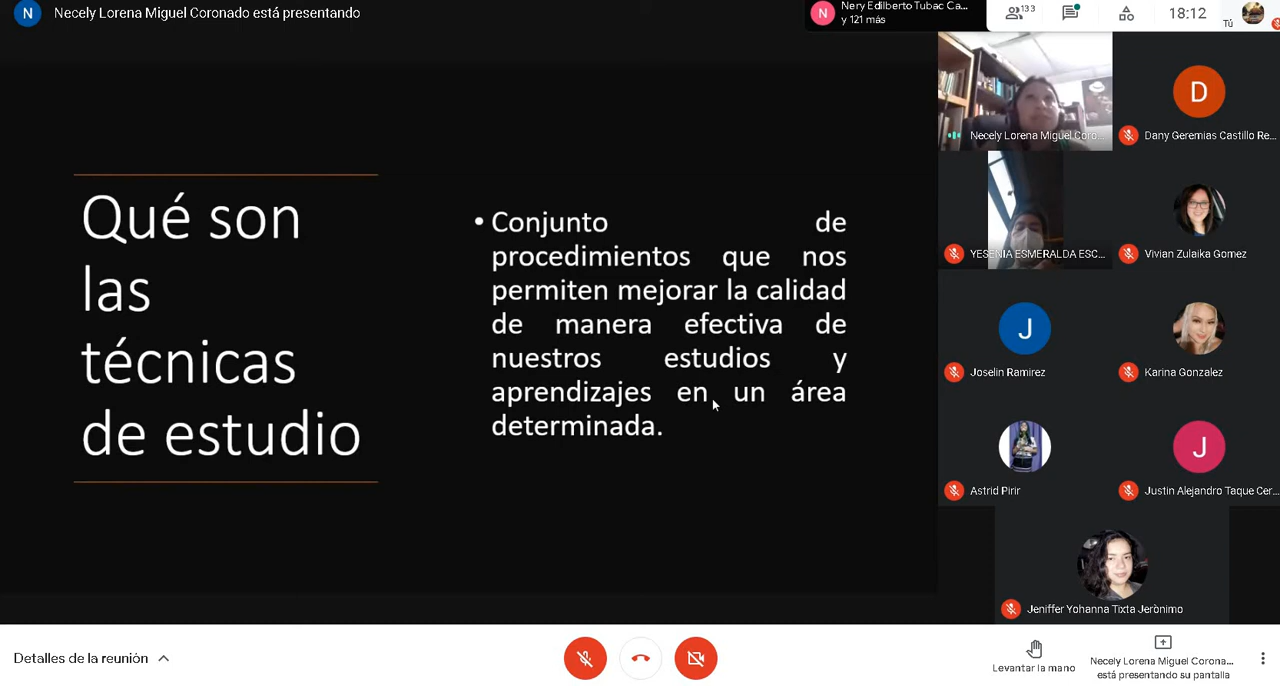 N
Necely Lorena Miguel Coronado está presentando
N
Nery Edilberto Tubac Ca...
y 121 más
133
18:12
Tú
Qué son
las
técnicas
de estudio
• Conjunto de
procedimientos que nos
permiten mejorar la calidad
de manera efectiva de
nuestros estudios y
aprendizajes en un área
determinada.
Necely Lorena Miguel Coro...
D
Dany Geremias Castillo Re...
YESENIA ESMERALDA ESC...
Vivian Zulaika Gomez
J
Joselin Ramirez
Karina Gonzalez
Astrid Pirir
J
Justin Alejandro Taque Cer...
Jeniffer Yohanna Tixta Jerònimo
Detalles de la reunión
Levantar la mano
Necely Lorena Miguel Corona...
está presentando su pantalla